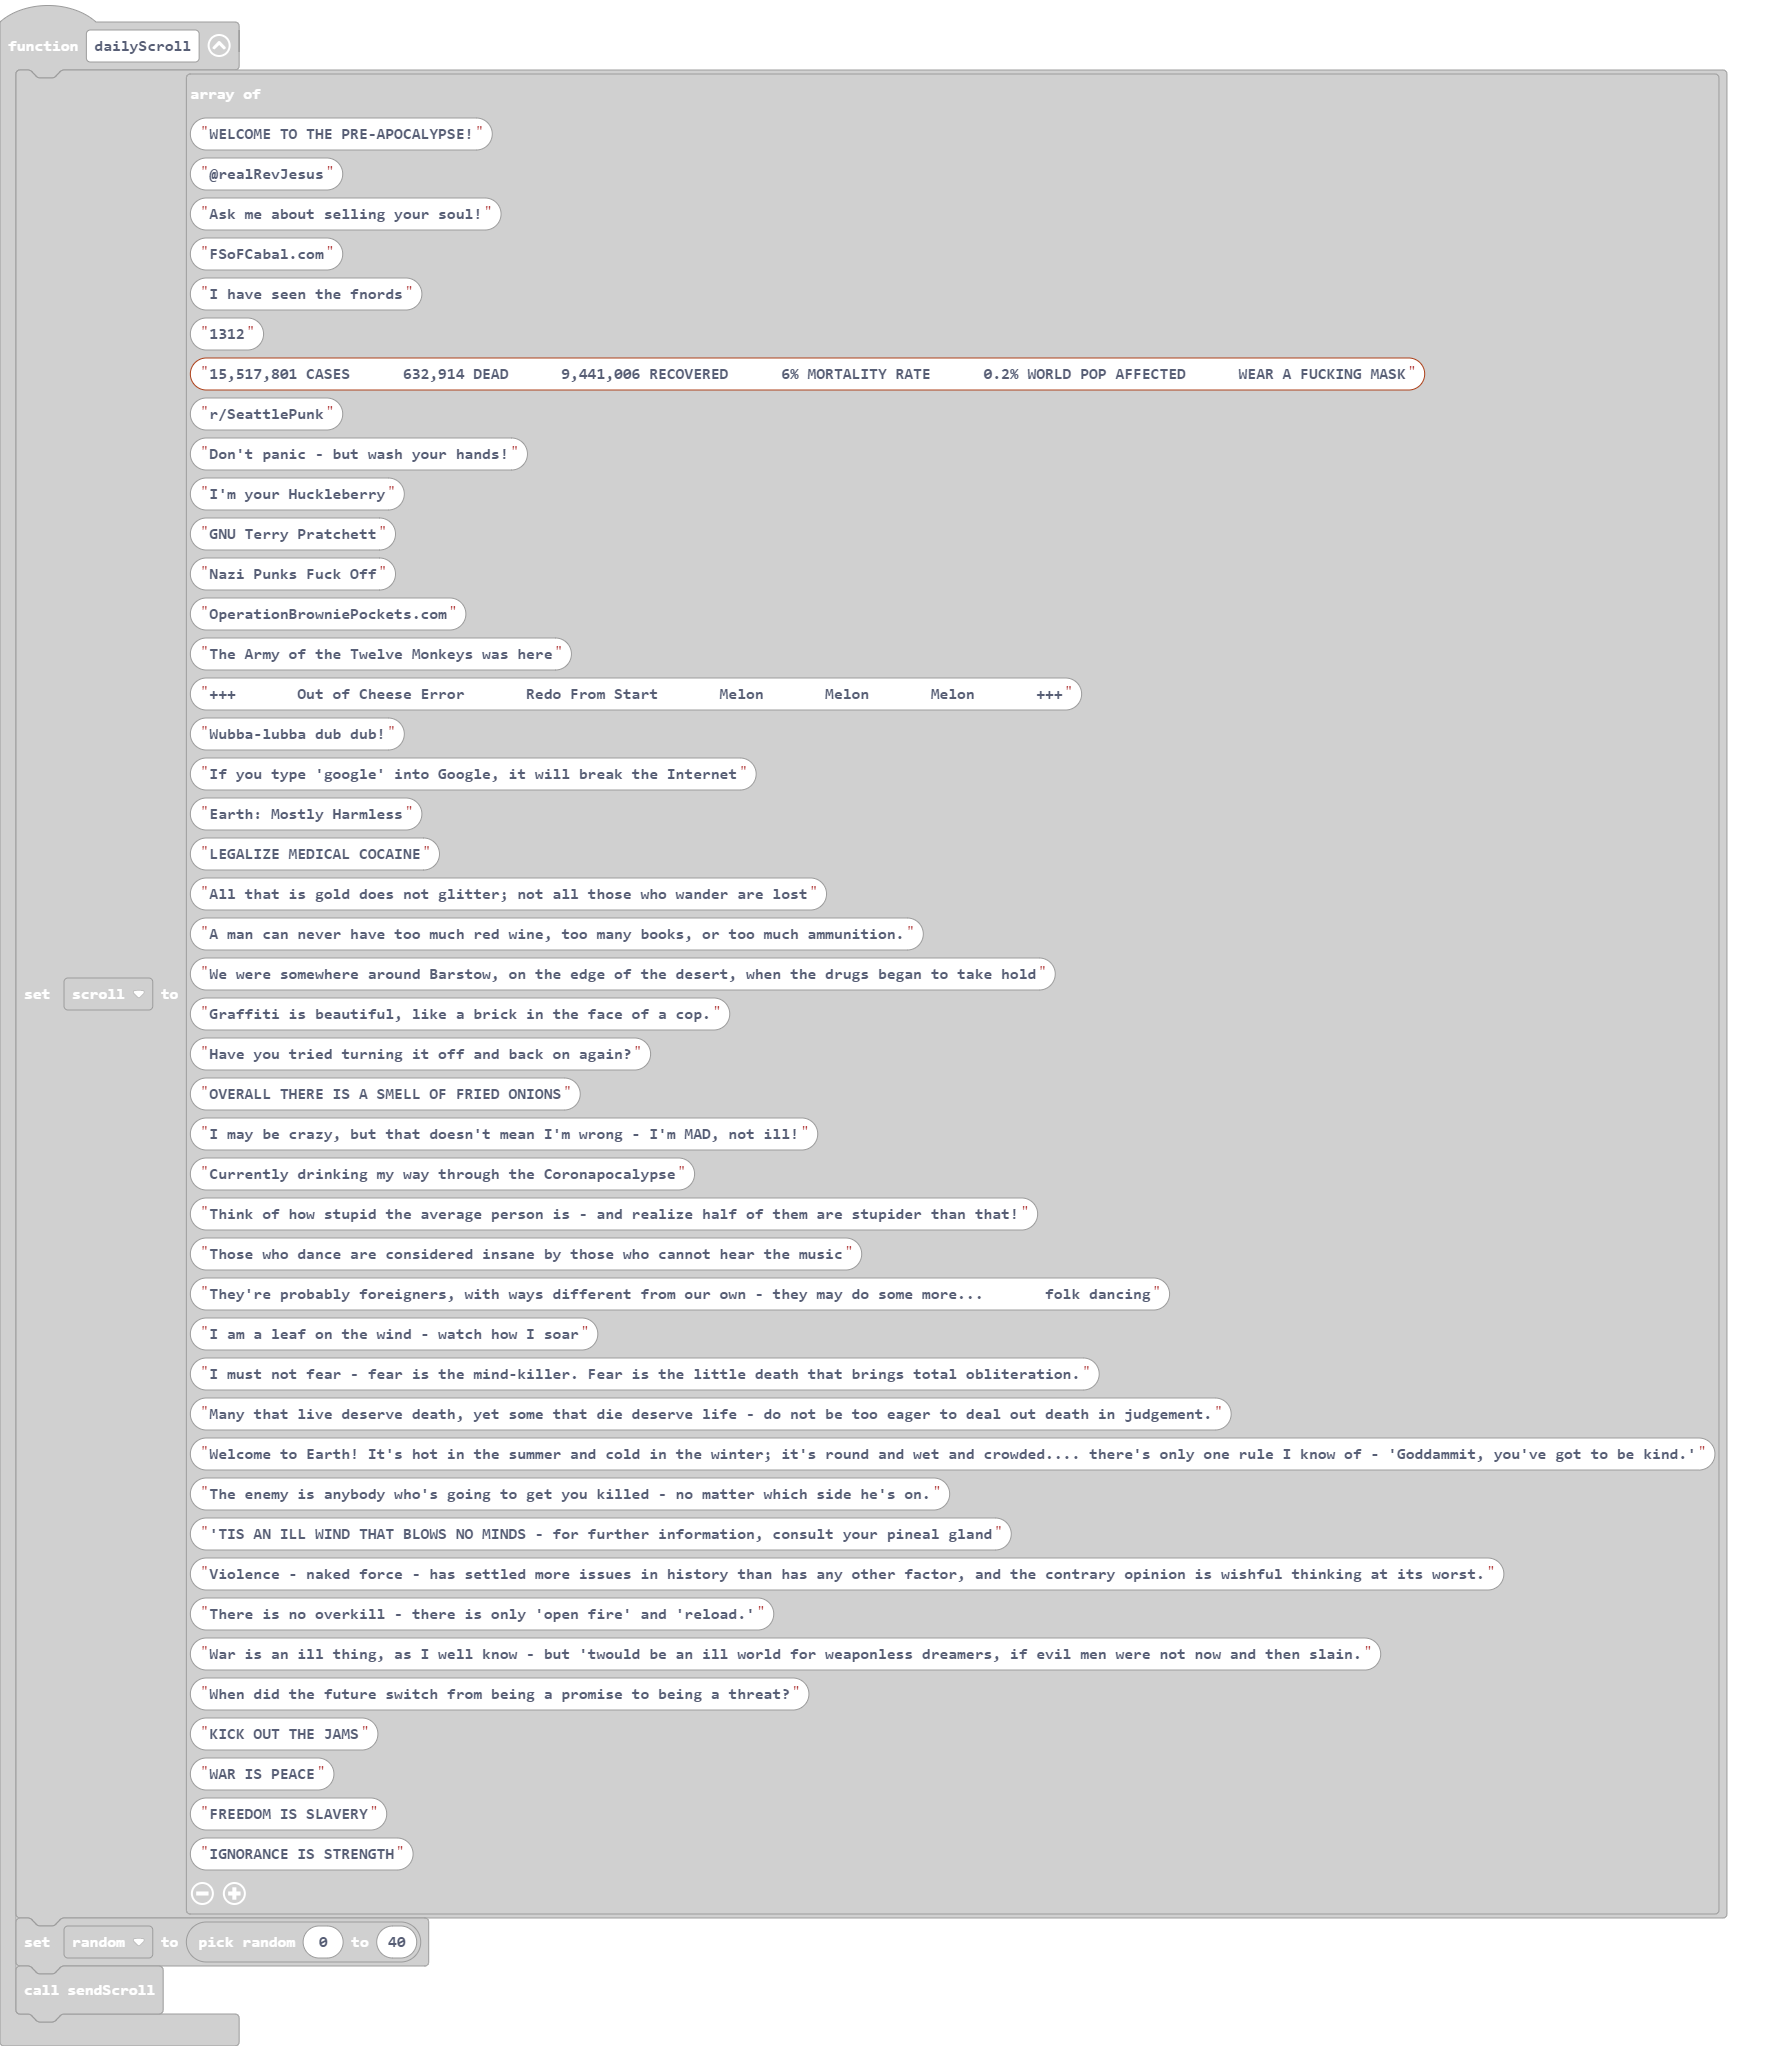 function dailyScroll
array of
"WELCOME TO THE PRE-APOCALYPSE!"
"@realRevJesus"
"Ask me about selling your soul!"
"FSoFCabal.com"
"I have seen the fnords"
"1312"
"15,517,801 CASES      632,914 DEAD      9,441,006 RECOVERED      6% MORTALITY RATE      0.2% WORLD POP AFFECTED      WEAR A FUCKING MASK"
"r/SeattlePunk"
"Don't panic - but wash your hands!"
"I'm your Huckleberry"
"GNU Terry Pratchett"
"Nazi Punks Fuck Off"
"OperationBrowniePockets.com"
"The Army of the Twelve Monkeys was here"
"+++       Out of Cheese Error       Redo From Start       Melon       Melon       Melon       +++"
"Wubba-lubba dub dub!"
"If you type 'google' into Google, it will break the Internet"
"Earth: Mostly Harmless"
"LEGALIZE MEDICAL COCAINE"
"All that is gold does not glitter; not all those who wander are lost"
"A man can never have too much red wine, too many books, or too much ammunition."
"We were somewhere around Barstow, on the edge of the desert, when the drugs began to take hold"
set scroll to
"Graffiti is beautiful, like a brick in the face of a cop."
"Have you tried turning it off and back on again?"
"OVERALL THERE IS A SMELL OF FRIED ONIONS"
"I may be crazy, but that doesn't mean I'm wrong - I'm MAD, not ill!"
"Currently drinking my way through the Coronapocalypse"
"Think of how stupid the average person is - and realize half of them are stupider than that!"
"Those who dance are considered insane by those who cannot hear the music"
"They're probably foreigners, with ways different from our own - they may do some more...       folk dancing"
"I am a leaf on the wind - watch how I soar"
"I must not fear - fear is the mind-killer. Fear is the little death that brings total obliteration."
"Many that live deserve death, yet some that die deserve life - do not be too eager to deal out death in judgement."
"Welcome to Earth! It's hot in the summer and cold in the winter; it's round and wet and crowded.... there's only one rule I know of - 'Goddammit, you've got to be kind.'"
"The enemy is anybody who's going to get you killed - no matter which side he's on."
"'TIS AN ILL WIND THAT BLOWS NO MINDS - for further information, consult your pineal gland"
"Violence - naked force - has settled more issues in history than has any other factor, and the contrary opinion is wishful thinking at its worst."
"There is no overkill - there is only 'open fire' and 'reload.'"
"War is an ill thing, as I well know - but 'twould be an ill world for weaponless dreamers, if evil men were not now and then slain."
"When did the future switch from being a promise to being a threat?"
"KICK OUT THE JAMS"
"WAR IS PEACE"
"FREEDOM IS SLAVERY"
"IGNORANCE IS STRENGTH"
set random to pick random 0 to 40
call sendScroll